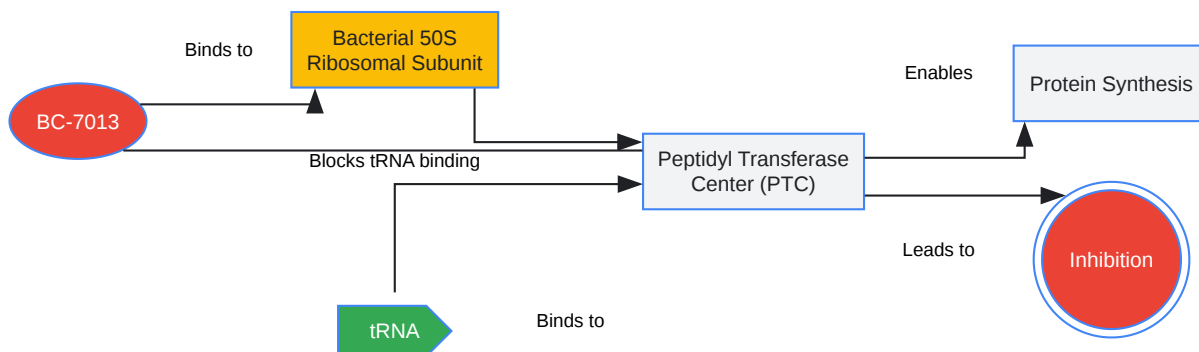 Bacterial 50S
Ribosomal Subunit
Binds to
Enables
Protein Synthesis
BC-7013
Blocks tRNA binding
Peptidyl Transferase
Center (PTC)
Leads to
Inhibition
tRNA
Binds to